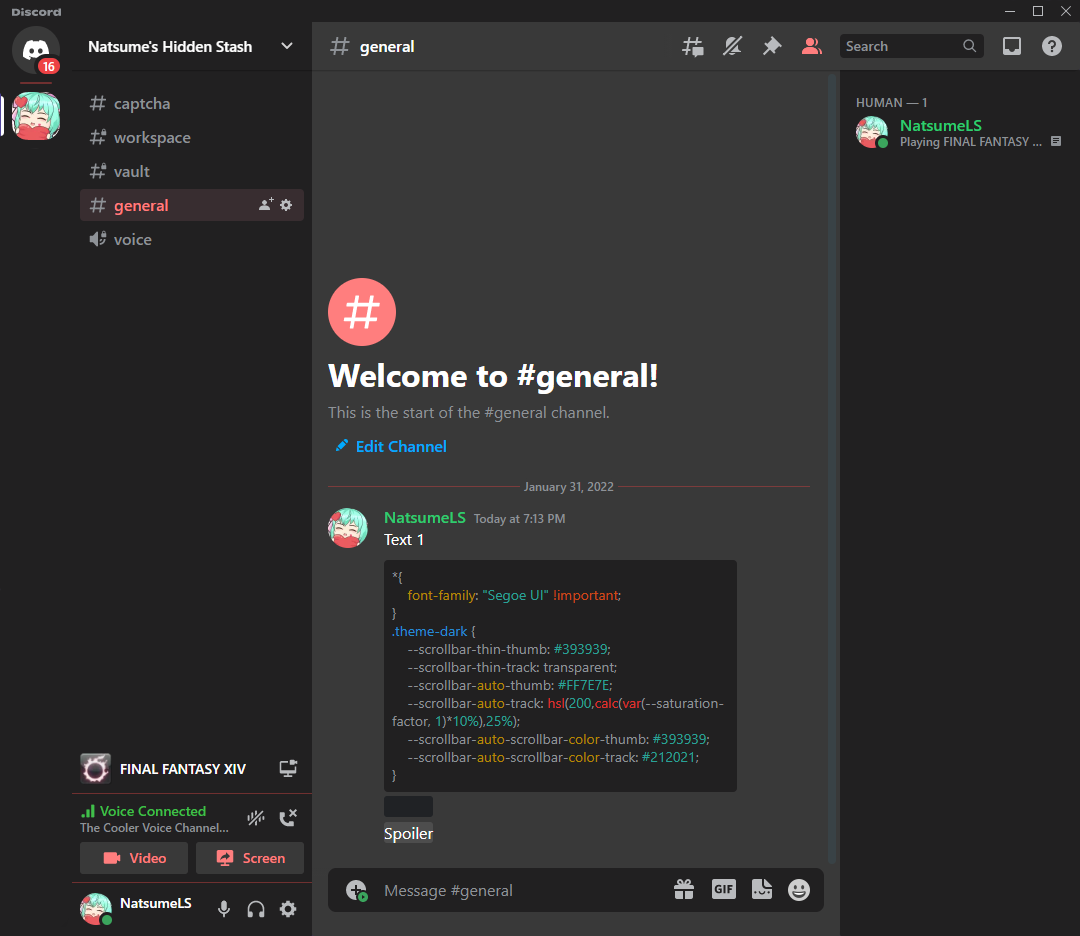 Discord
16
Natsume's Hidden Stash
captcha
workspace
vault
general
voice
FINAL FANTASY XIV
Voice Connected
The Cooler Voice Channel...
Video
Screen
NatsumeLS
# general
Search
Welcome to #general!
This is the start of the #general channel.
Edit Channel
January 31, 2022
NatsumeLS Today at 7:13 PM
Text 1
*{
    font-family: "Segoe UI" !important;
}
.theme-dark {
    --scrollbar-thin-thumb: #393939;
    --scrollbar-thin-track: transparent;
    --scrollbar-auto-thumb: #FF7E7E;
    --scrollbar-auto-track: hsl(200,calc(var(--saturation-
factor, 1)*10%),25%);
    --scrollbar-auto-scrollbar-color-thumb: #393939;
    --scrollbar-auto-scrollbar-color-track: #212021;
}
Spoiler
Message #general
GIF
HUMAN — 1
NatsumeLS
Playing FINAL FANTASY ...